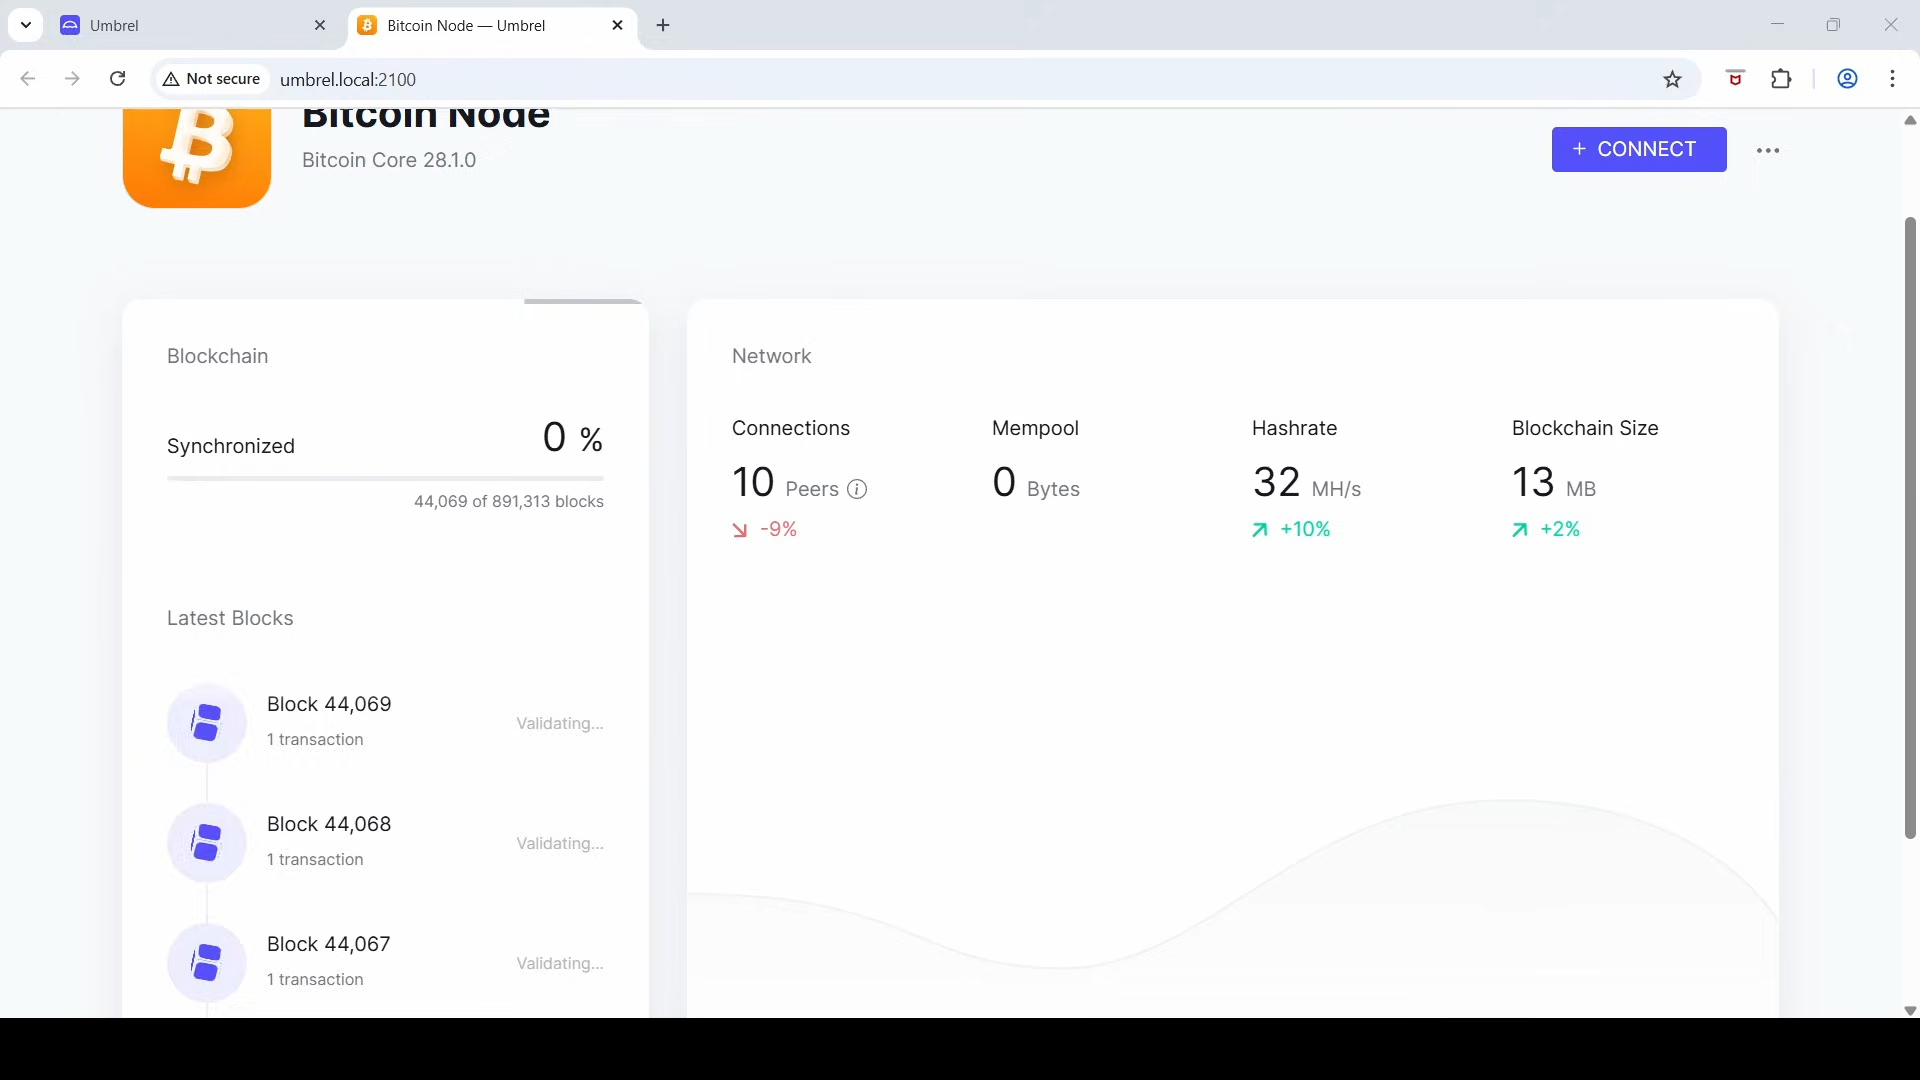 Umbrel
Bitcoin Node — Umbrel
Not secure
umbrel.local:2100
Bitcoin Node
Bitcoin Core 28.1.0
+ CONNECT
Blockchain
Synchronized
0 %
44,069 of 891,313 blocks
Latest Blocks
Block 44,069
1 transaction
Validating...
Block 44,068
1 transaction
Validating...
Block 44,067
1 transaction
Validating...
Network
Connections
10 Peers
-9%
Mempool
0 Bytes
Hashrate
32 MH/s
+10%
Blockchain Size
13 MB
+2%